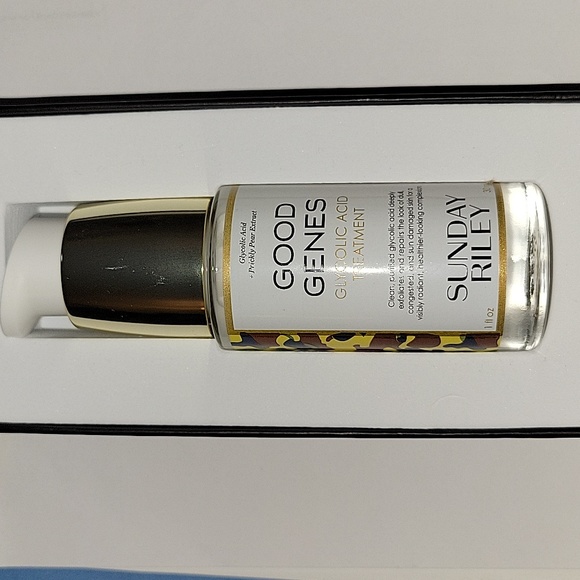 Glycolic Acid
+ Prickly Pear Extract
GOOD
GENES
GLYCOLIC ACID
TREATMENT
Clean, purified glycolic acid deeply
exfoliates and repairs the look of dull,
congested, and sun damaged skin for a
visibly radiant, healthier-looking complexion
SUNDAY
RILEY
1 fl oz